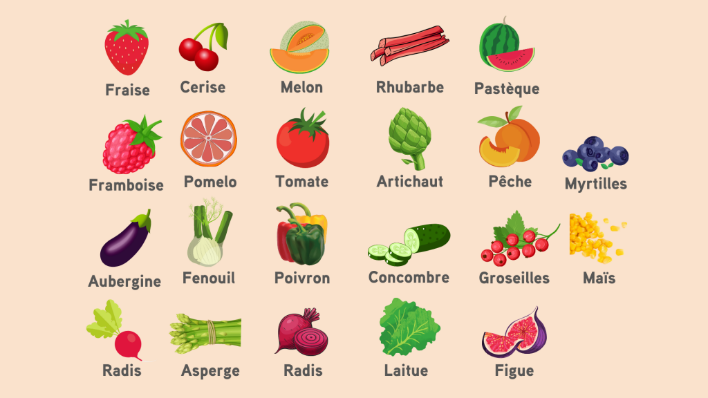 Fraise
Cerise
Melon
Rhubarbe
Pastèque
Framboise
Pomelo
Tomate
Artichaut
Pêche
Myrtilles
Aubergine
Fenouil
Poivron
Concombre
Groseilles
Maïs
Radis
Asperge
Radis
Laitue
Figue